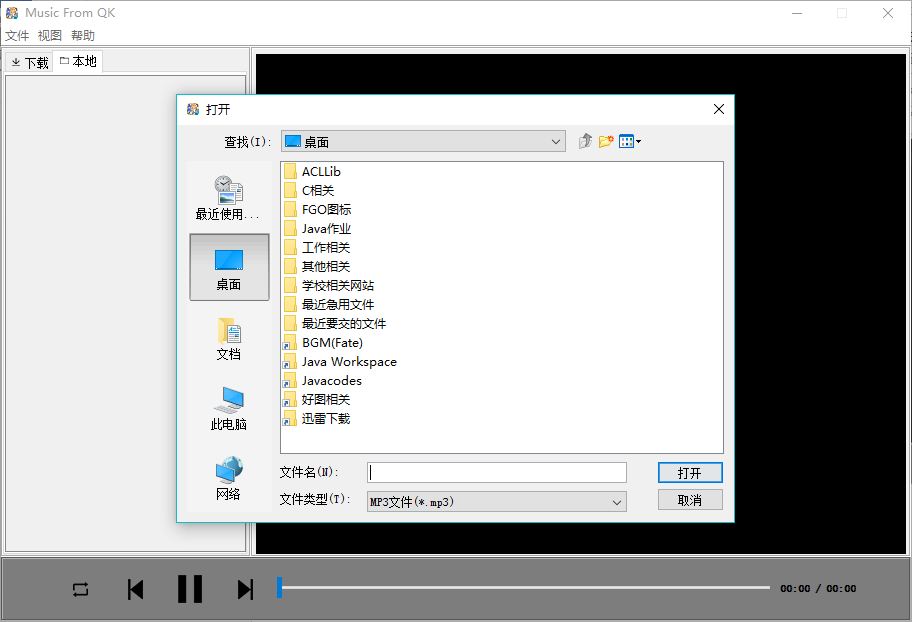 Music From QK
文件 视图 帮助
下载 本地
打开
查找(I): 桌面
最近使用...
桌面
文档
此电脑
网络
ACLLib
C相关
FGO图标
Java作业
工作相关
其他相关
学校相关网站
最近急用文件
最近要交的文件
BGM(Fate)
Java Workspace
Javacodes
好图相关
迅雷下载
文件名(N): 打开
文件类型(T): MP3文件(*.mp3) 取消
00:00 / 00:00